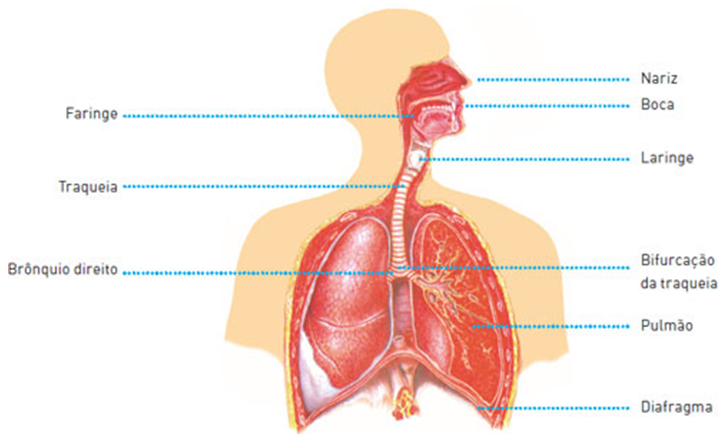 Faringe
Traqueia
Brônquio direito
Nariz
Boca
Laringe
Bifurcação
da traqueia
Pulmão
Diafragma